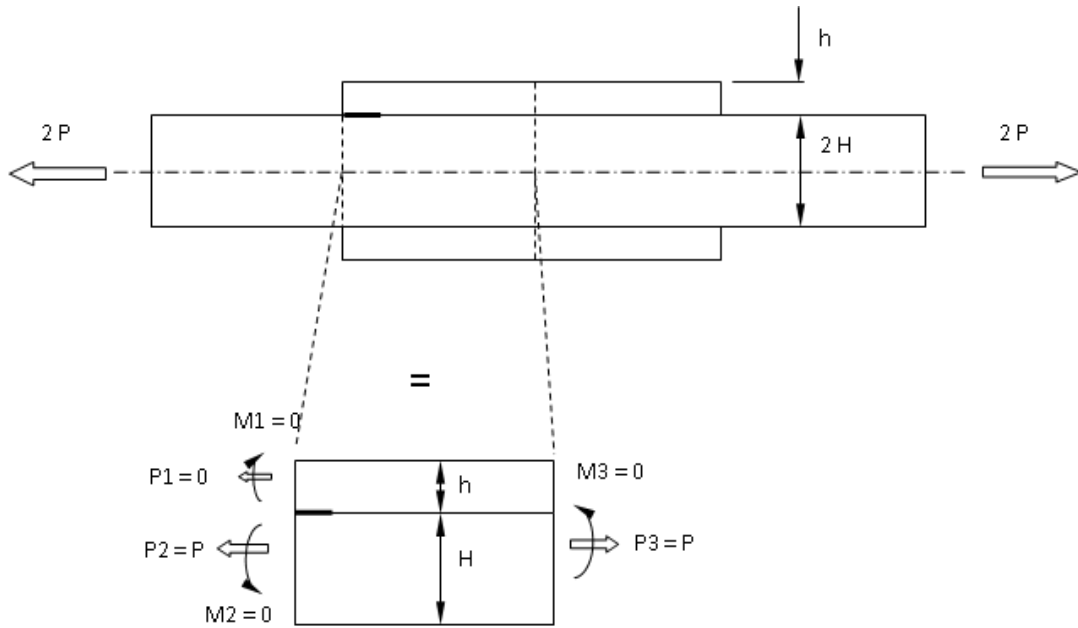 h
2 P
2 H
2 P
=
M1 = 0
P1 = 0
h
M3 = 0
P2 = P
H
P3 = P
M2 = 0